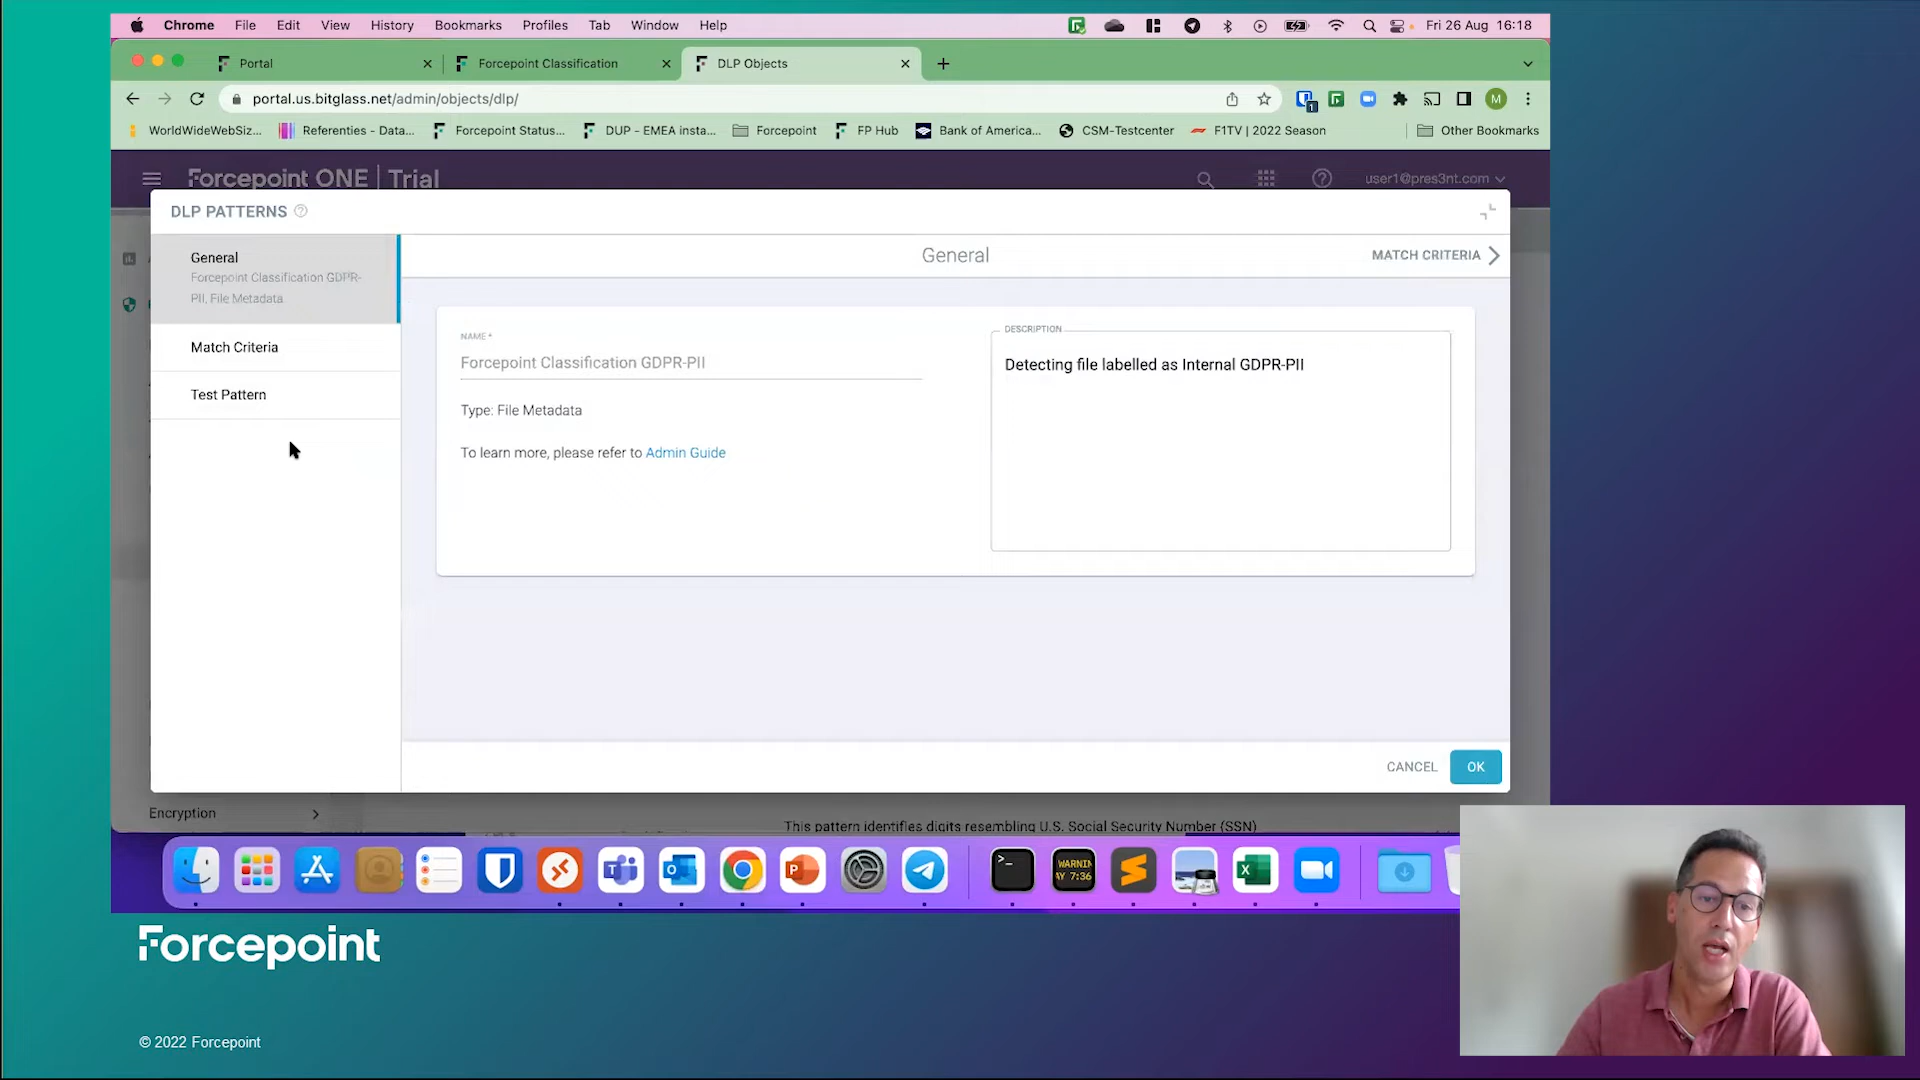 Chrome File Edit View History Bookmarks Profiles Tab Window Help Fri 26 Aug 16:18
Portal Forcepoint Classification DLP Objects
portal.us.bitglass.net/admin/objects/dlp/ 1 M
WorldWideWebSiz... Referenties - Data... Forcepoint Status... DUP - EMEA insta... Forcepoint FP Hub Bank of America... CSM-Testcenter F1TV | 2022 Season Other Bookmarks
Forcepoint ONE | Trial user1@pres3nt.com
DLP PATTERNS
General
Forcepoint Classification GDPR-
PII, File Metadata
Match Criteria
Test Pattern
General
MATCH CRITERIA
NAME *
Forcepoint Classification GDPR-PII
Type: File Metadata
To learn more, please refer to Admin Guide
DESCRIPTION
Detecting file labelled as Internal GDPR-PII
CANCEL OK
Encryption
This pattern identifies digits resembling U.S. Social Security Number (SSN)
WARNIN
AY 7:36
Forcepoint
© 2022 Forcepoint